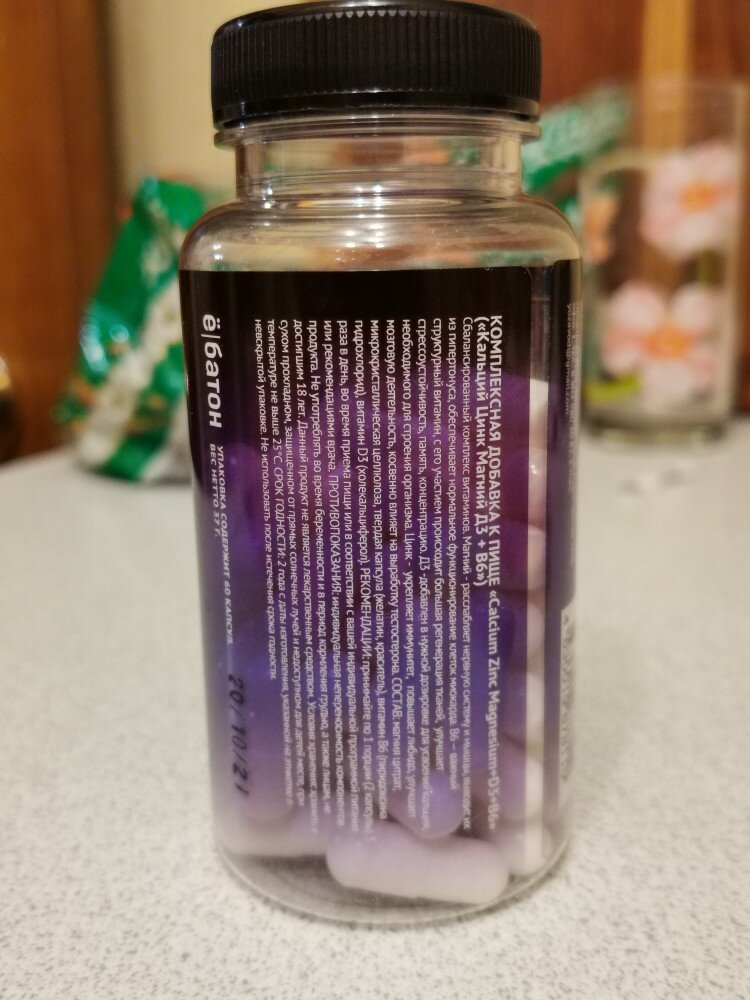 КОМПЛЕКСНАЯ ДОБАВКА К ПИЩЕ «Calcium Zinc Magnesium+D3+B6»
(«Кальций Цинк Магний Д3 + В6»)
Сбалансированный комплекс витаминов. Магний - расслабляет нервную систему и мышцы, выводит их
из гипертонуса, обеспечивает нормальное функционирование клеток миокарда. В6 – важный
структурный витамин, с его участием происходит большая регенерация тканей, улучшает
стрессоустойчивость, память, концентрацию. Д3 -добавлен в нужной дозировке для усвоения кальция,
необходимого для строения организма. Цинк - укрепляет иммунитет, повышает либидо, улучшает
мозговую деятельность, косвенно влияет на выработку тестостерона. СОСТАВ: магния цитрат,
микрокристаллическая целлюлоза, твердая капсула (желатин, краситель), витамин В6 (пиридоксина
гидрохлорид), витамин D3 (холекальциферол). РЕКОМЕНДАЦИИ: принимайте по 1 порции (2 капсулы) 3
раза в день, во время приема пищи или в соответствии с вашей индивидуальной программой питания
или рекомендациями врача. ПРОТИВОПОКАЗАНИЯ: индивидуальная непереносимость компонентов
продукта. Не употреблять во время беременности и в период кормления грудью, а также лицам, не
достигшим 18 лет. Данный продукт не является лекарственным средством. Условия хранения: хранить в
сухом прохладном, защищенном от прямых солнечных лучей и недоступном для детей месте, при
температуре не выше 25°С. СРОК ГОДНОСТИ: 2 года с даты изготовления, указанной на этикетке в
невскрытой упаковке. Не использовать после истечения срока годности.
ё|батон
УПАКОВКА СОДЕРЖИТ 60 КАПСУЛ
ВЕС НЕТТО 37 Г.
20/10/21